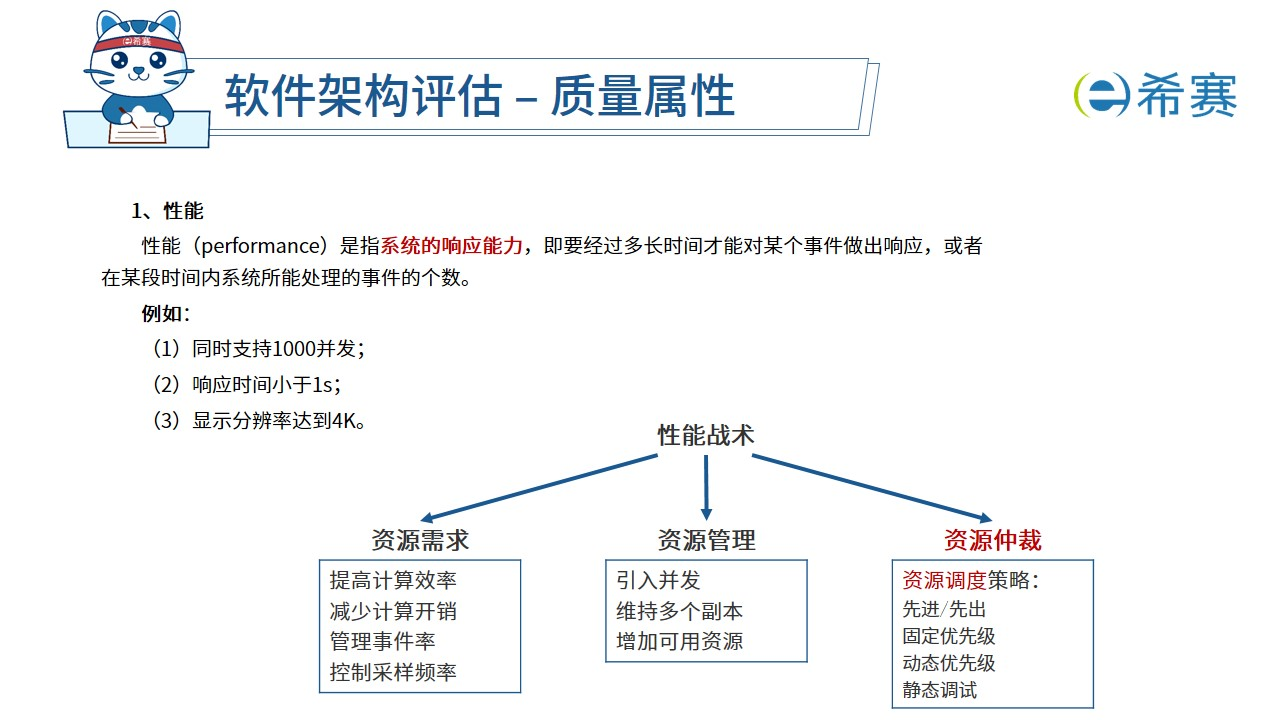 希赛
软件架构评估 – 质量属性
希赛
1、性能
性能（performance）是指系统的响应能力，即要经过多长时间才能对某个事件做出响应，或者
在某段时间内系统所能处理的事件的个数。
例如：
（1）同时支持1000并发；
（2）响应时间小于1s；
（3）显示分辨率达到4K。
性能战术
资源需求
提高计算效率
减少计算开销
管理事件率
控制采样频率
资源管理
引入并发
维持多个副本
增加可用资源
资源仲裁
资源调度策略：
先进/先出
固定优先级
动态优先级
静态调试